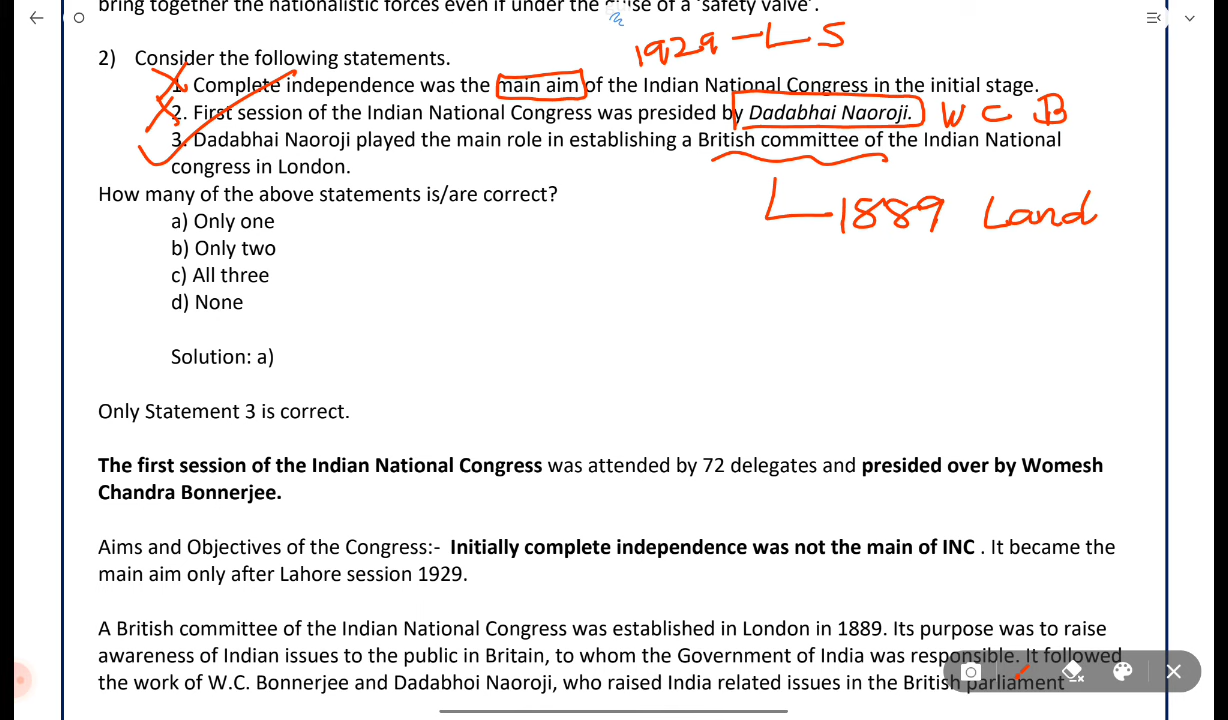 bring together the nationalistic forces even if under the guise of a 'safety valve'.
1929 - L S
2) Consider the following statements.
1. Complete independence was the main aim of the Indian National Congress in the initial stage.
2. First session of the Indian National Congress was presided by Dadabhai Naoroji. W C B
3. Dadabhai Naoroji played the main role in establishing a British committee of the Indian National
congress in London.
How many of the above statements is/are correct?
1889 Land
a) Only one
b) Only two
c) All three
d) None
Solution: a)
Only Statement 3 is correct.
The first session of the Indian National Congress was attended by 72 delegates and presided over by Womesh
Chandra Bonnerjee.
Aims and Objectives of the Congress:- Initially complete independence was not the main of INC . It became the
main aim only after Lahore session 1929.
A British committee of the Indian National Congress was established in London in 1889. Its purpose was to raise
awareness of Indian issues to the public in Britain, to whom the Government of India was responsible. It followed
the work of W.C. Bonnerjee and Dadabhoi Naoroji, who raised India related issues in the British parliament